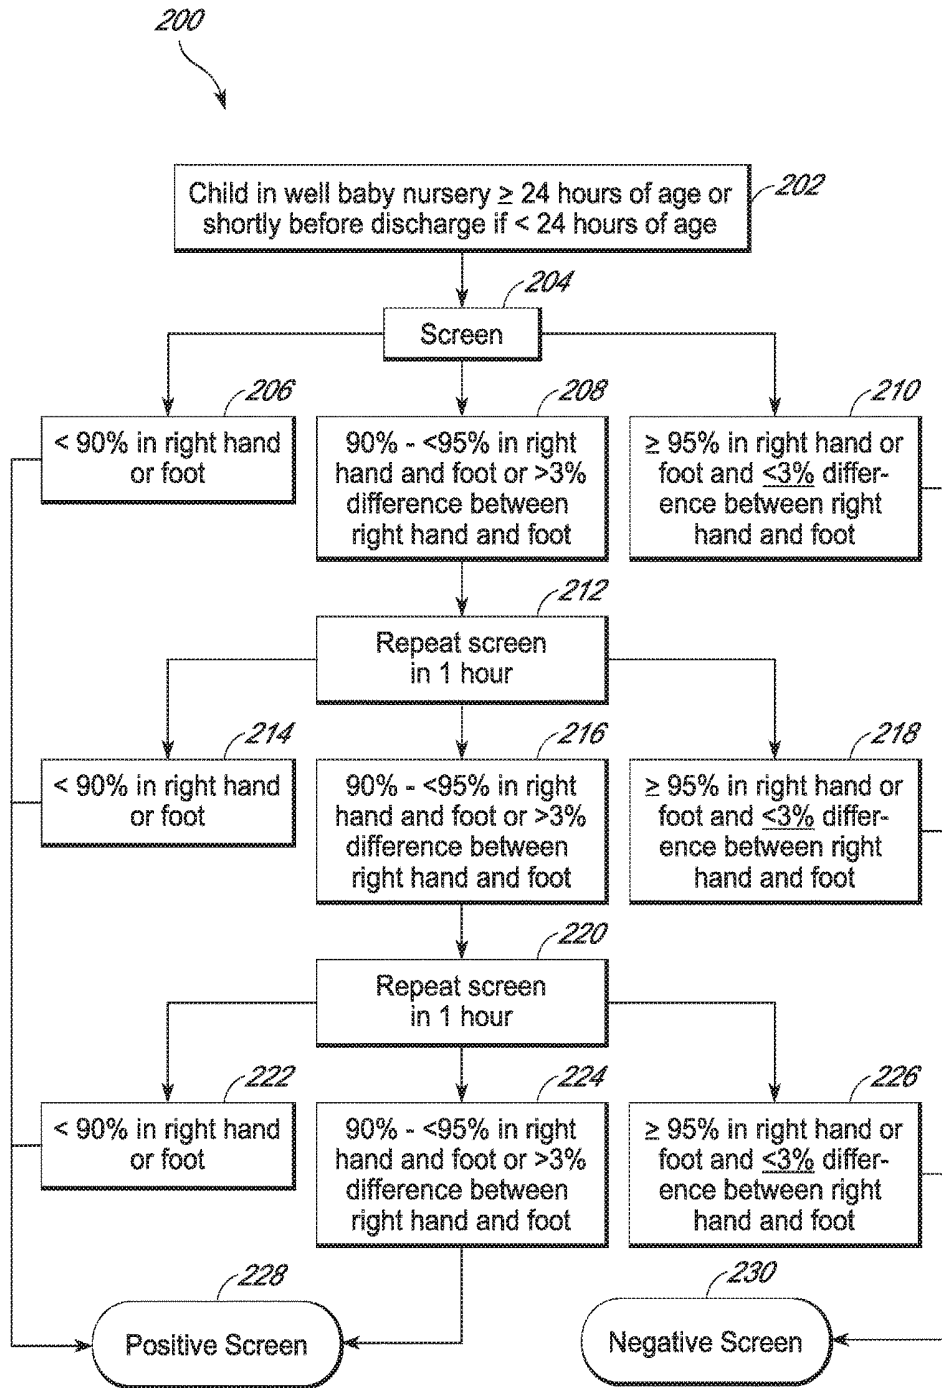 200
Child in well baby nursery ≥ 24 hours of age or
shortly before discharge if < 24 hours of age
202
204
Screen
206
< 90% in right hand
or foot
208
90% - <95% in right
hand and foot or >3%
difference between
right hand and foot
210
≥ 95% in right hand or
foot and <3% differ-
ence between right
hand and foot
212
Repeat screen
in 1 hour
214
< 90% in right hand
or foot
216
90% - <95% in right
hand and foot or >3%
difference between
right hand and foot
218
≥ 95% in right hand or
foot and <3% differ-
ence between right
hand and foot
220
Repeat screen
in 1 hour
222
< 90% in right hand
or foot
224
90% - <95% in right
hand and foot or >3%
difference between
right hand and foot
226
≥ 95% in right hand or
foot and <3% differ-
ence between right
hand and foot
228
Positive Screen
230
Negative Screen